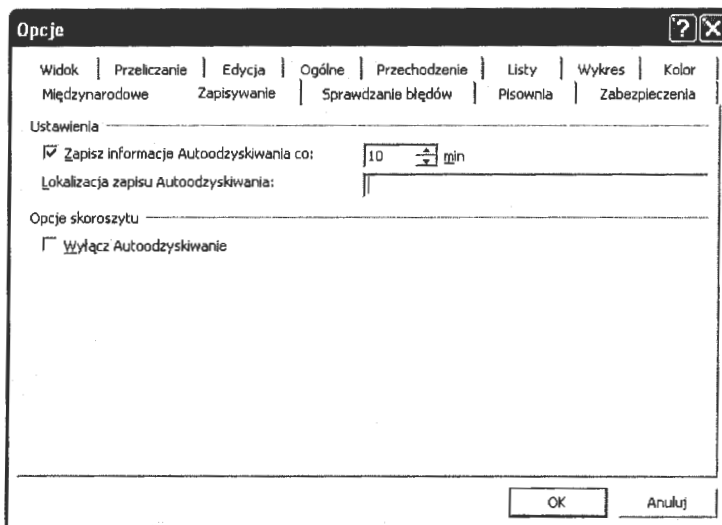 Opcje
Widok Przeliczanie Edycja Ogólne Przechodzenie Listy Wykres Kolor
Międzynarodowe Zapisywanie Sprawdzanie błędów Pisownia Zabezpieczenia
Ustawienia
Zapisz informacje Autoodzyskiwania co: 10 min
Lokalizacja zapisu Autoodzyskiwania:
Opcje skoroszytu
Wyłącz Autoodzyskiwanie
OK Anuluj